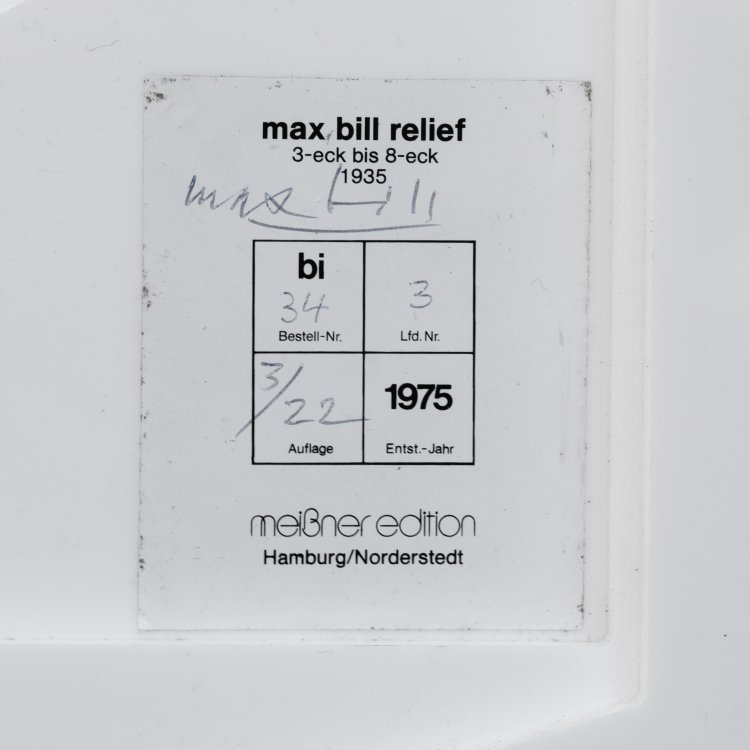 max bill relief
3-eck bis 8-eck
1935
max bill
bi
34
Bestell-Nr.
3
Lfd. Nr.
3/22
Auflage
1975
Entst.-Jahr
meißner edition
Hamburg/Norderstedt